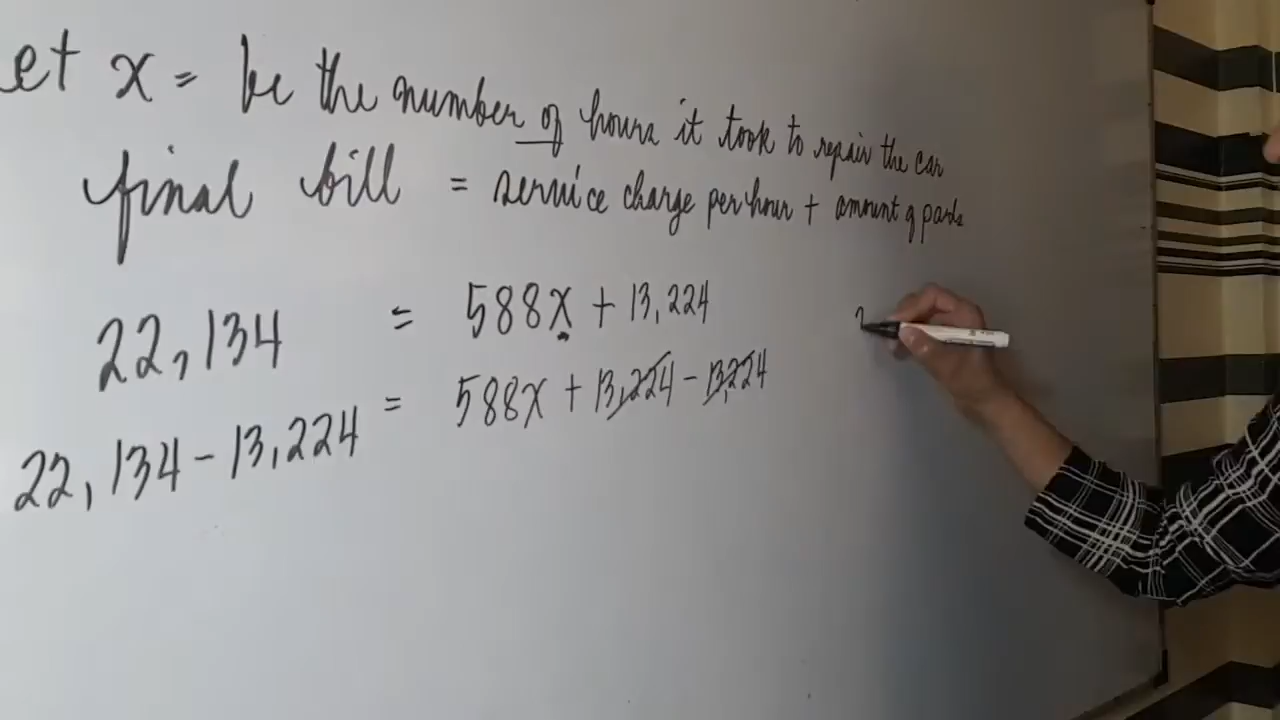 et x = be the number of hours it took to repair the car
final bill = service charge per hour + amount of parts
22,134 = 588x + 13,224
22,134 - 13,224 = 588x + 13,224 - 13,224
2